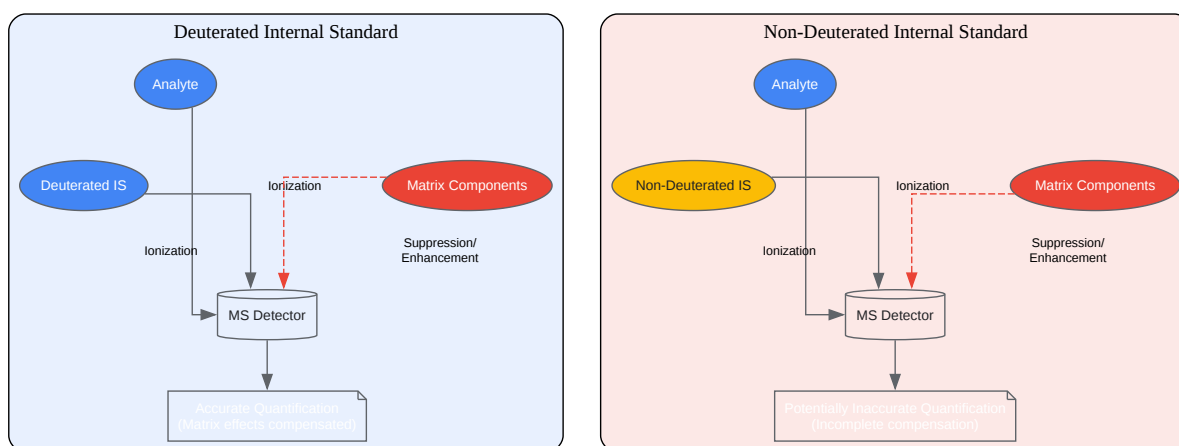 Deuterated Internal Standard
Analyte
Deuterated IS
Ionization
Matrix Components
Ionization
Suppression/
Enhancement
MS Detector
Accurate Quantification
(Matrix effects compensated)
Non-Deuterated Internal Standard
Analyte
Non-Deuterated IS
Ionization
Matrix Components
Ionization
Suppression/
Enhancement
MS Detector
Potentially Inaccurate Quantification
(Incomplete compensation)